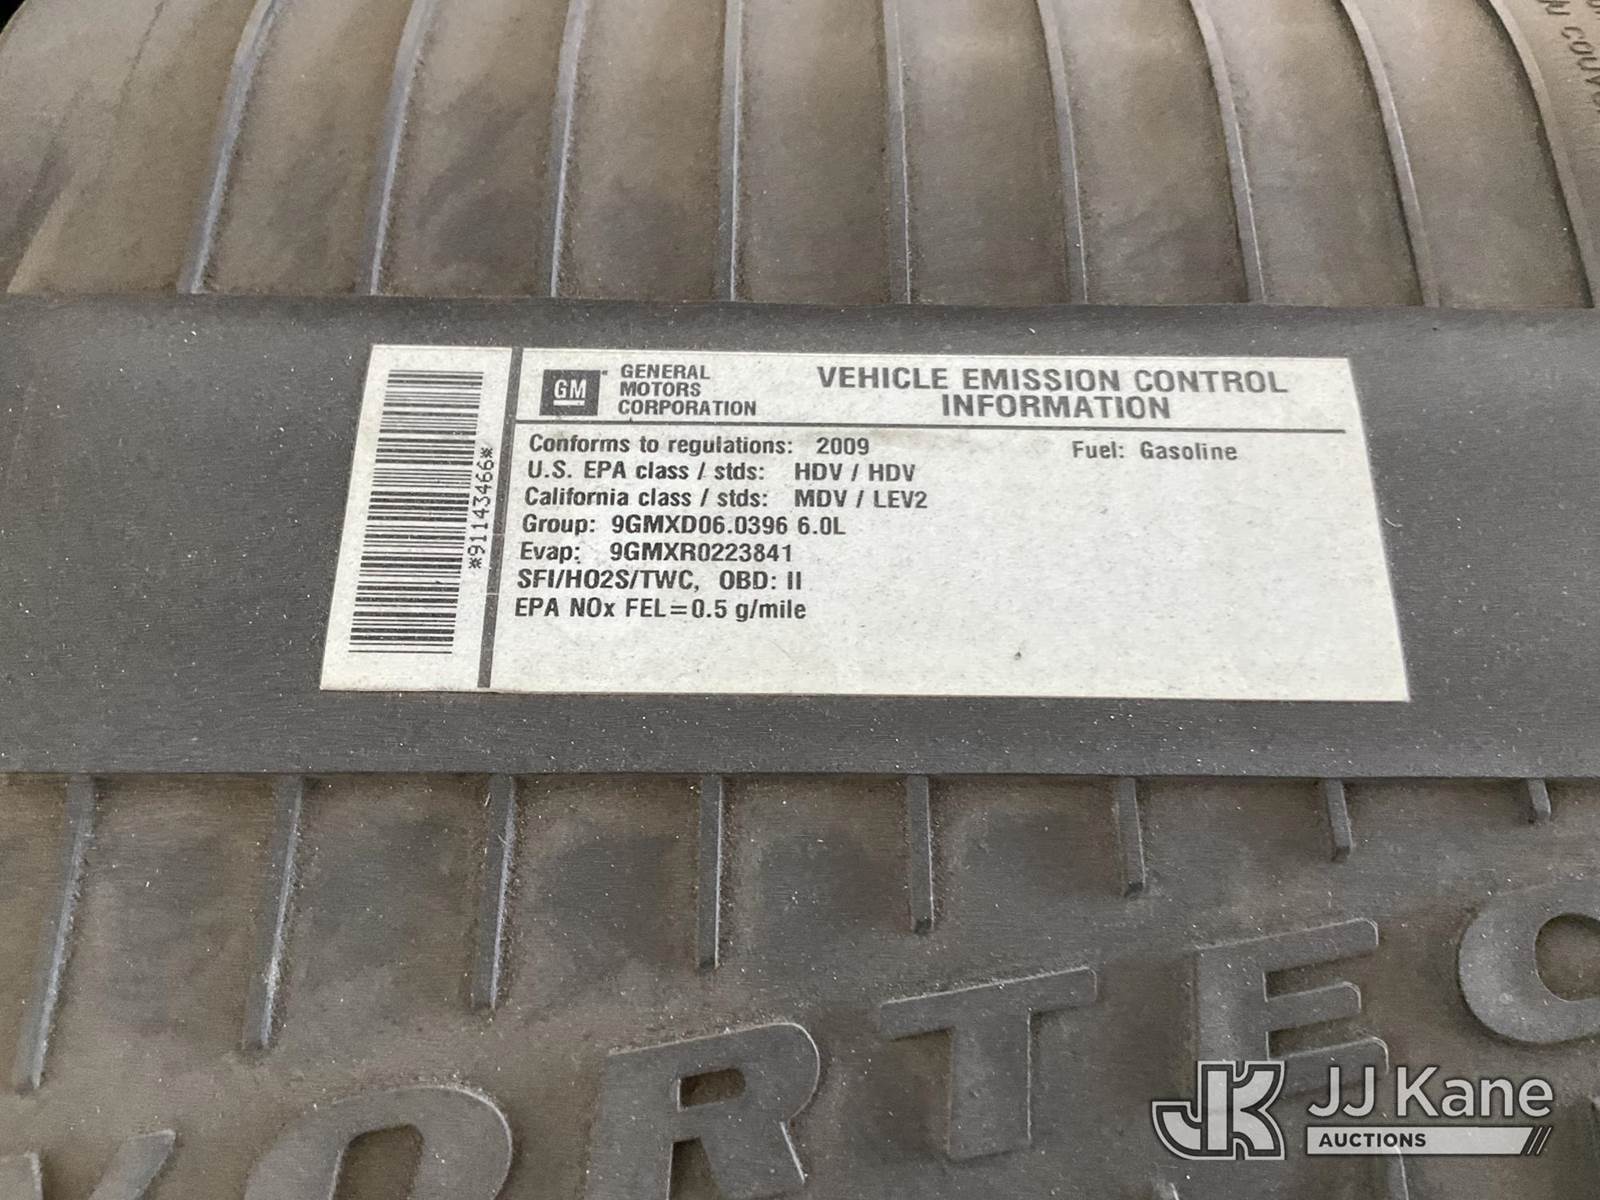 GM
GENERAL
MOTORS
CORPORATION
VEHICLE EMISSION CONTROL
INFORMATION
Conforms to regulations: 2009
Fuel: Gasoline
U.S. EPA class / stds: HDV / HDV
California class / stds: MDV / LEV2
Group: 9GMXD06.0396 6.0L
Evap: 9GMXR0223841
SFI/HO2S/TWC, OBD: II
EPA NOx FEL=0.5 g/mile
*91143466*
VORTEC
JK JJ Kane
AUCTIONS